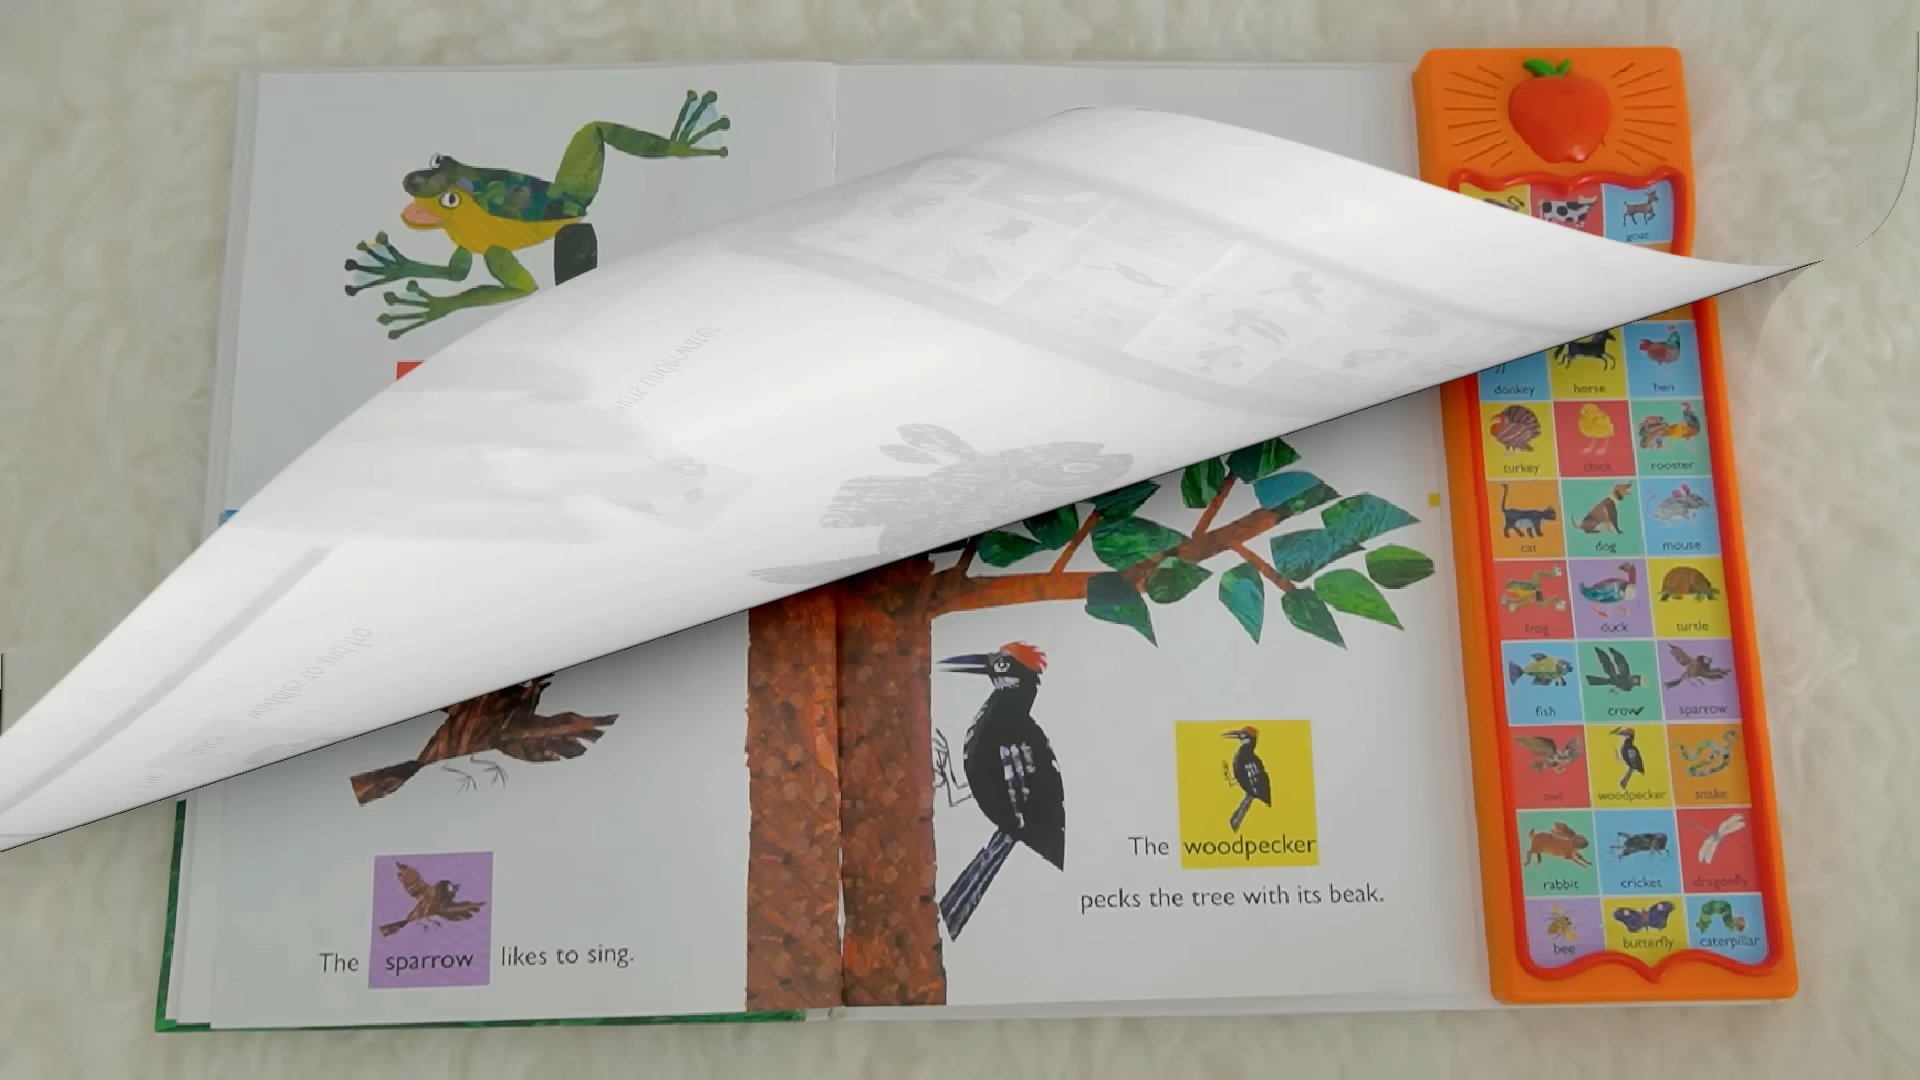 The sparrow likes to sing.
The woodpecker
pecks the tree with its beak.
goat
donkey horse hen
turkey chick rooster
cat dog mouse
frog duck turtle
fish crow sparrow
owl woodpecker snake
rabbit cricket dragonfly
bee butterfly caterpillar